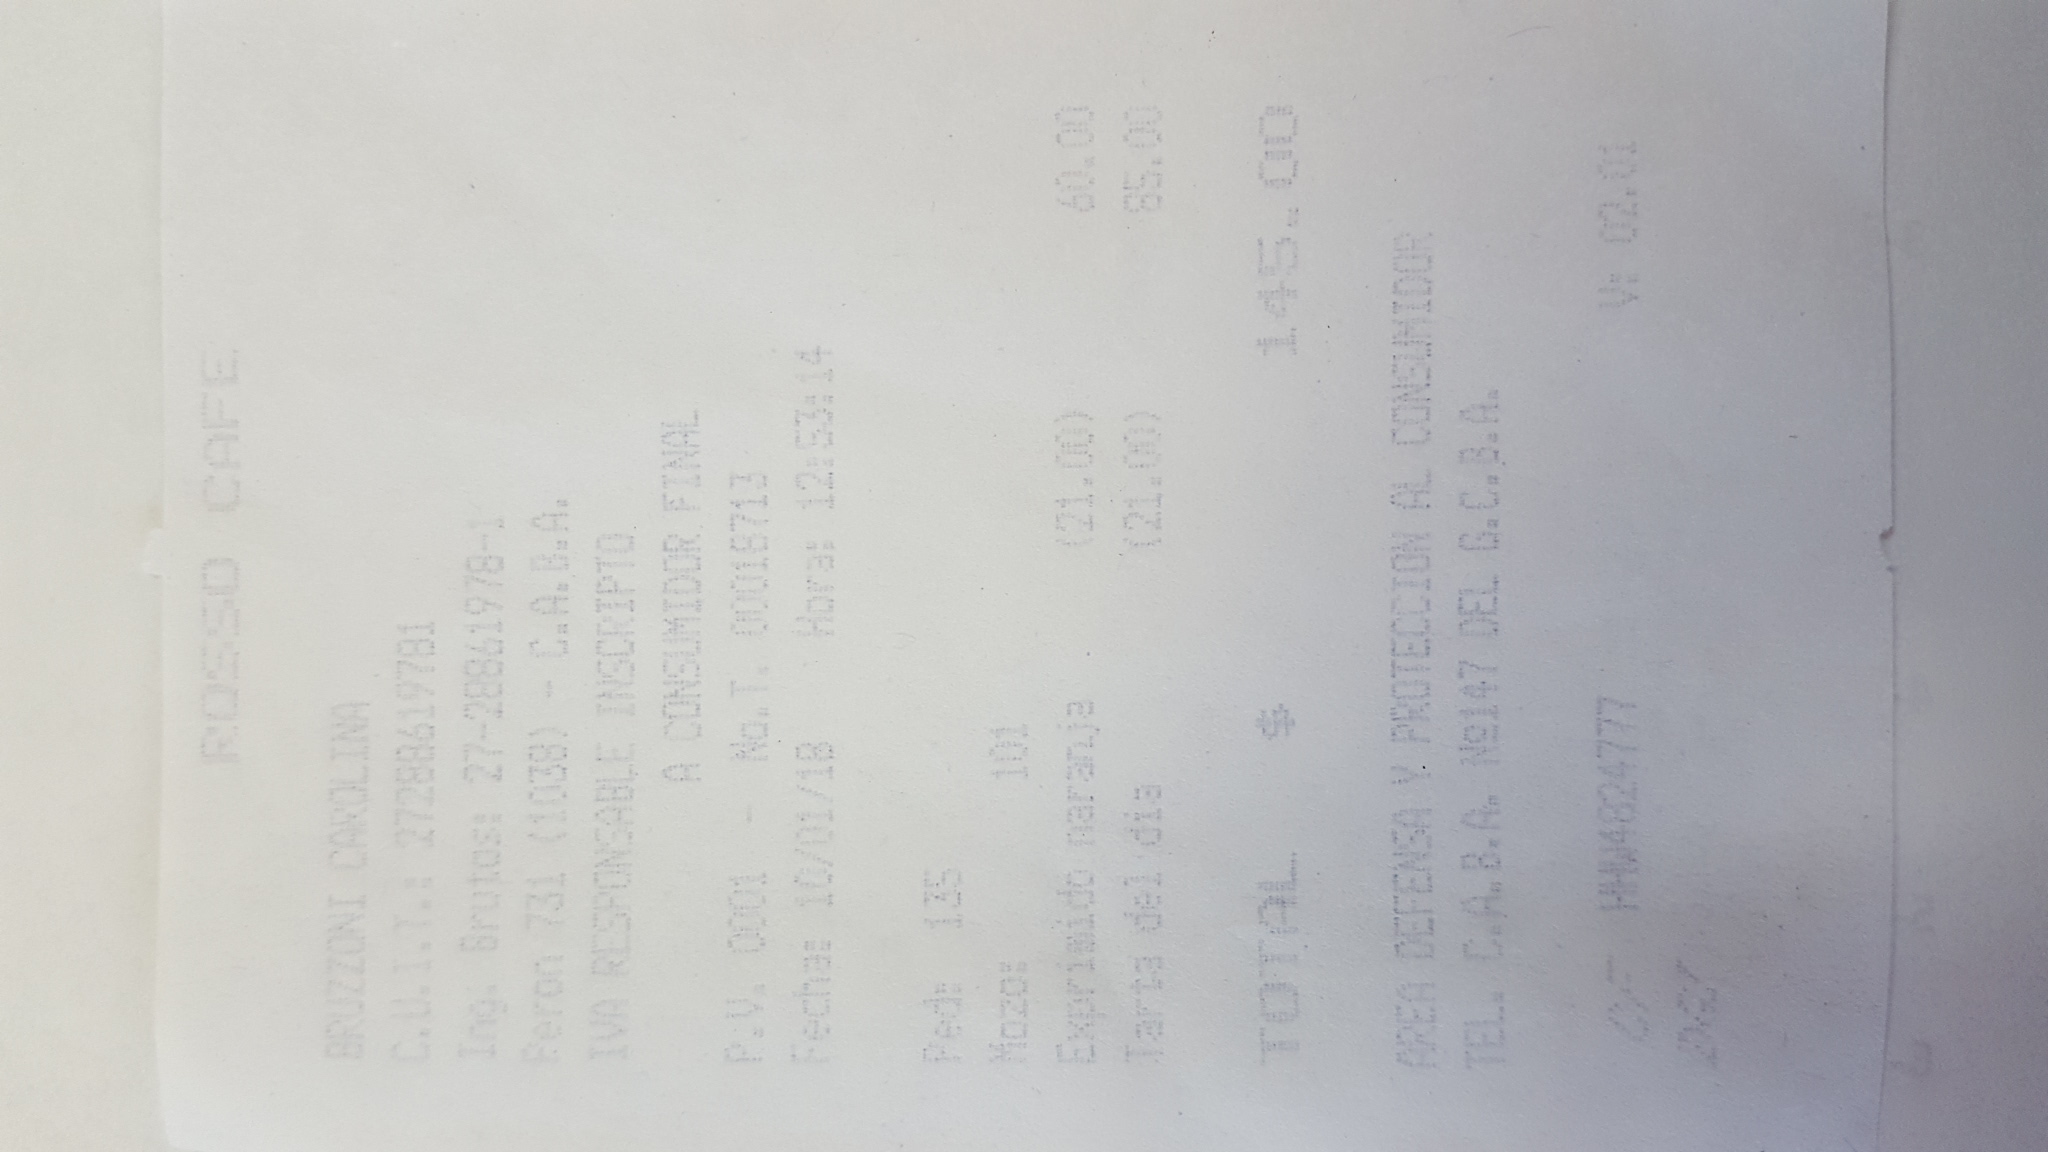 ROSSO CAFE
BRUZZONI CAROLINA
C.U.I.T.: 27288619781
Ing. Brutos: 27-28861978-1
Peron 731 (1038) - C.A.B.A.
IVA RESPONSABLE INSCRIPTO
A CONSUMIDOR FINAL
P.V. 0001 - No.T. 00018713
Fecha: 10/01/18 Hora: 12:53:14
Ped: 135
Mozo: 101
Exprimido naranja (21.00) 60.00
Tarta del dia (21.00) 85.00
TOTAL $ 145.00
AREA DEFENSA Y PROTECCION AL CONSUMIDOR
TEL. C.A.B.A. Nº147 DEL G.C.B.A.
CF HHW4824777 V: 02.01